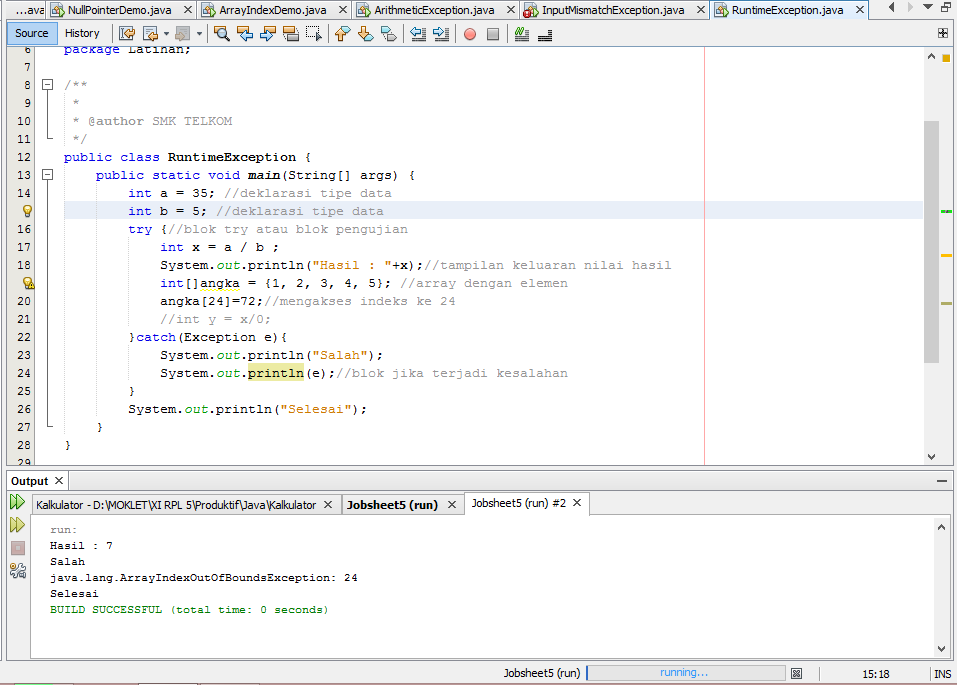 ...ava NullPointerDemo.java ArrayIndexDemo.java ArithmeticException.java InputMismatchException.java RuntimeException.java
Source History
6 package Latihan;
7
8 /**
9 *
10 * @author SMK TELKOM
11 */
12 public class RuntimeException {
13 public static void main(String[] args) {
14 int a = 35; //deklarasi tipe data
int b = 5; //deklarasi tipe data
16 try {//blok try atau blok pengujian
17 int x = a / b ;
18 System.out.println("Hasil : "+x);//tampilan keluaran nilai hasil
int[]angka = {1, 2, 3, 4, 5}; //array dengan elemen
20 angka[24]=72;//mengakses indeks ke 24
21 //int y = x/0;
22 }catch(Exception e){
23 System.out.println("Salah");
24 System.out.println(e);//blok jika terjadi kesalahan
25 }
26 System.out.println("Selesai");
27 }
28 }
29
Output
Kalkulator - D:\MOKLET\XI RPL 5\Produktif\Java\Kalkulator Jobsheet5 (run) Jobsheet5 (run) #2
run:
Hasil : 7
Salah
java.lang.ArrayIndexOutOfBoundsException: 24
Selesai
BUILD SUCCESSFUL (total time: 0 seconds)
Jobsheet5 (run) running... 15:18 INS